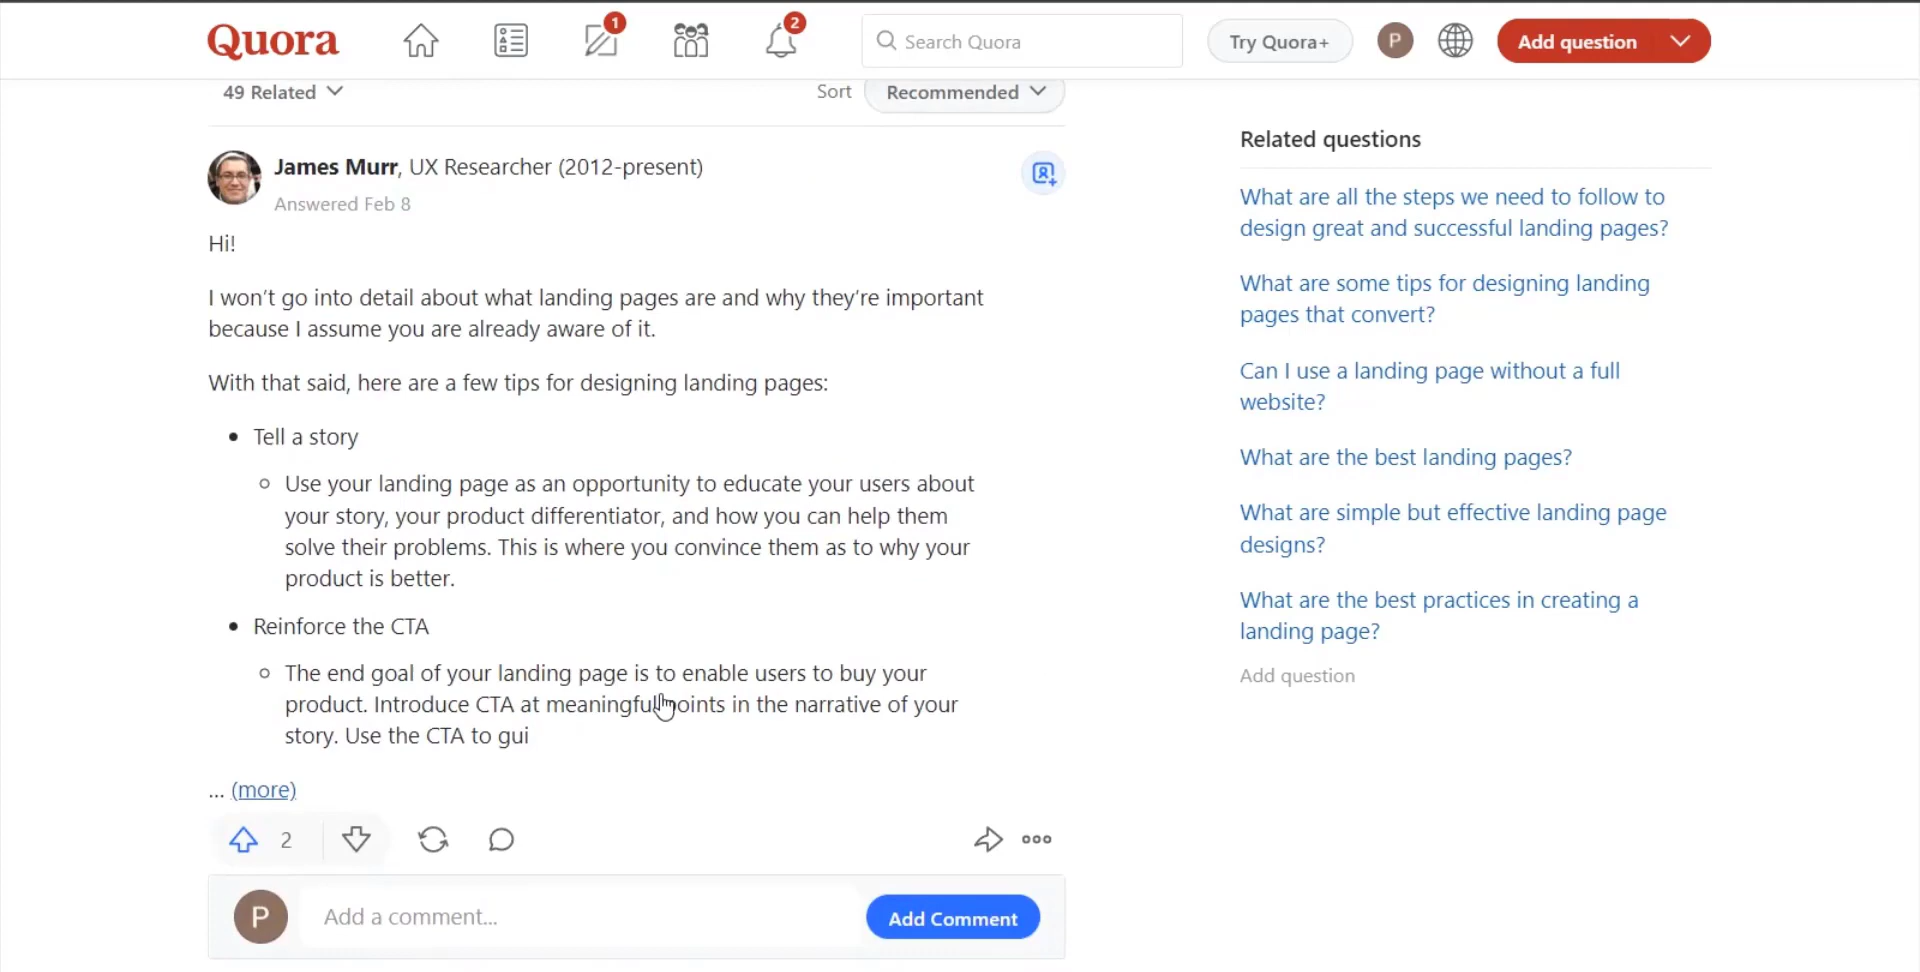 Quora
1
2
Search Quora
Try Quora+
P
Add question
49 Related
Sort
Recommended
James Murr, UX Researcher (2012-present)
Answered Feb 8
Hi!
I won’t go into detail about what landing pages are and why they’re important
because I assume you are already aware of it.
With that said, here are a few tips for designing landing pages:
• Tell a story
Use your landing page as an opportunity to educate your users about
your story, your product differentiator, and how you can help them
solve their problems. This is where you convince them as to why your
product is better.
• Reinforce the CTA
The end goal of your landing page is to enable users to buy your
product. Introduce CTA at meaningful points in the narrative of your
story. Use the CTA to gui
... (more)
2
P
Add a comment...
Add Comment
Related questions
What are all the steps we need to follow to
design great and successful landing pages?
What are some tips for designing landing
pages that convert?
Can I use a landing page without a full
website?
What are the best landing pages?
What are simple but effective landing page
designs?
What are the best practices in creating a
landing page?
Add question